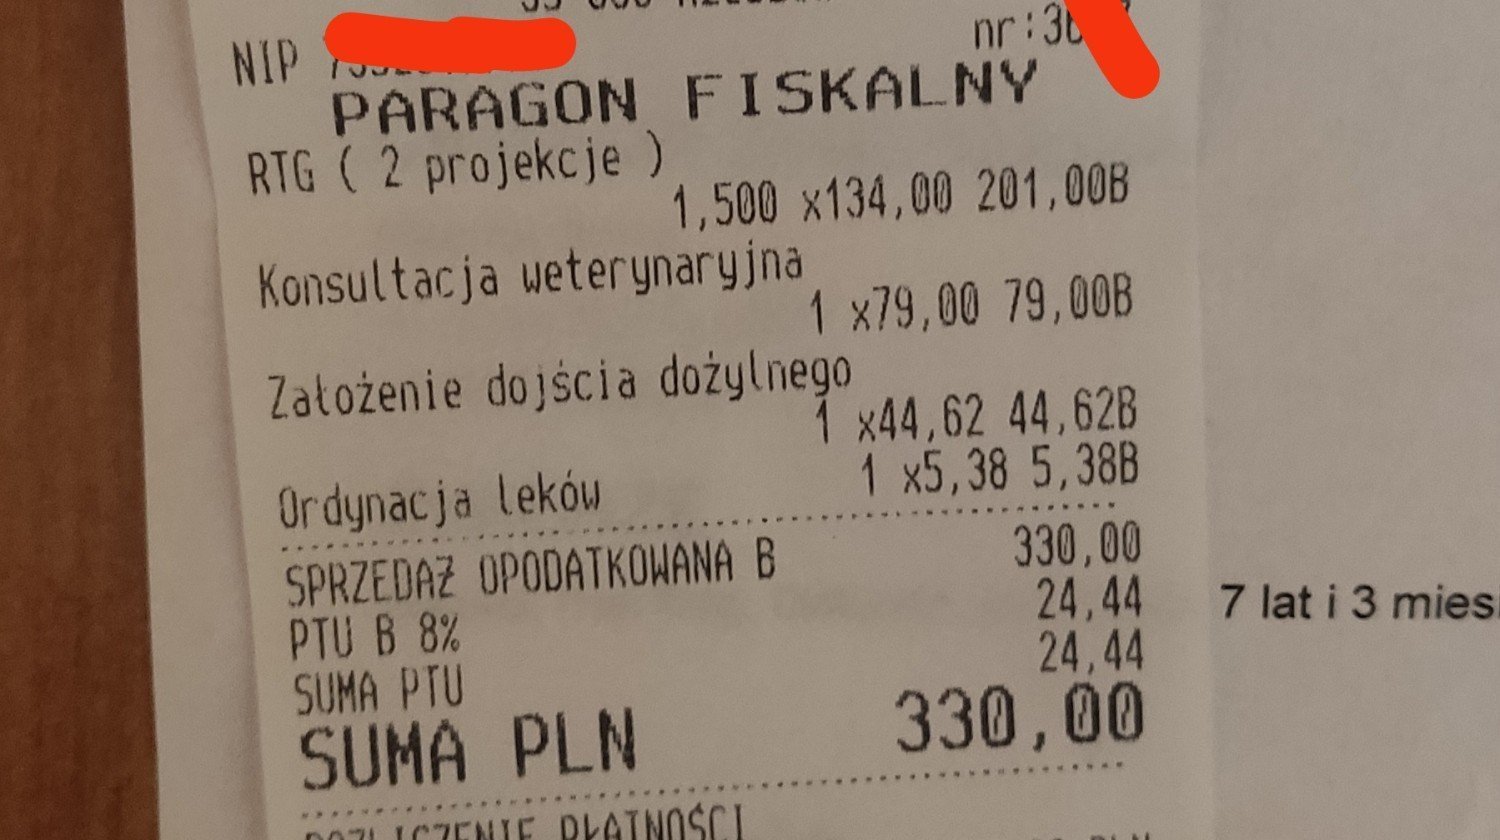 NIP
nr:3
PARAGON FISKALNY
RTG ( 2 projekcje )
1,500 x134,00 201,00B
Konsultacja weterynaryjna
1 x79,00 79,00B
Założenie dojścia dożylnego
1 x44,62 44,62B
Ordynacja leków 1 x5,38 5,38B
SPRZEDAŻ OPODATKOWANA B 330,00
PTU B 8% 24,44
SUMA PTU 24,44
SUMA PLN 330,00
ROZLICZENIE PŁATNOŚCI
7 lat i 3